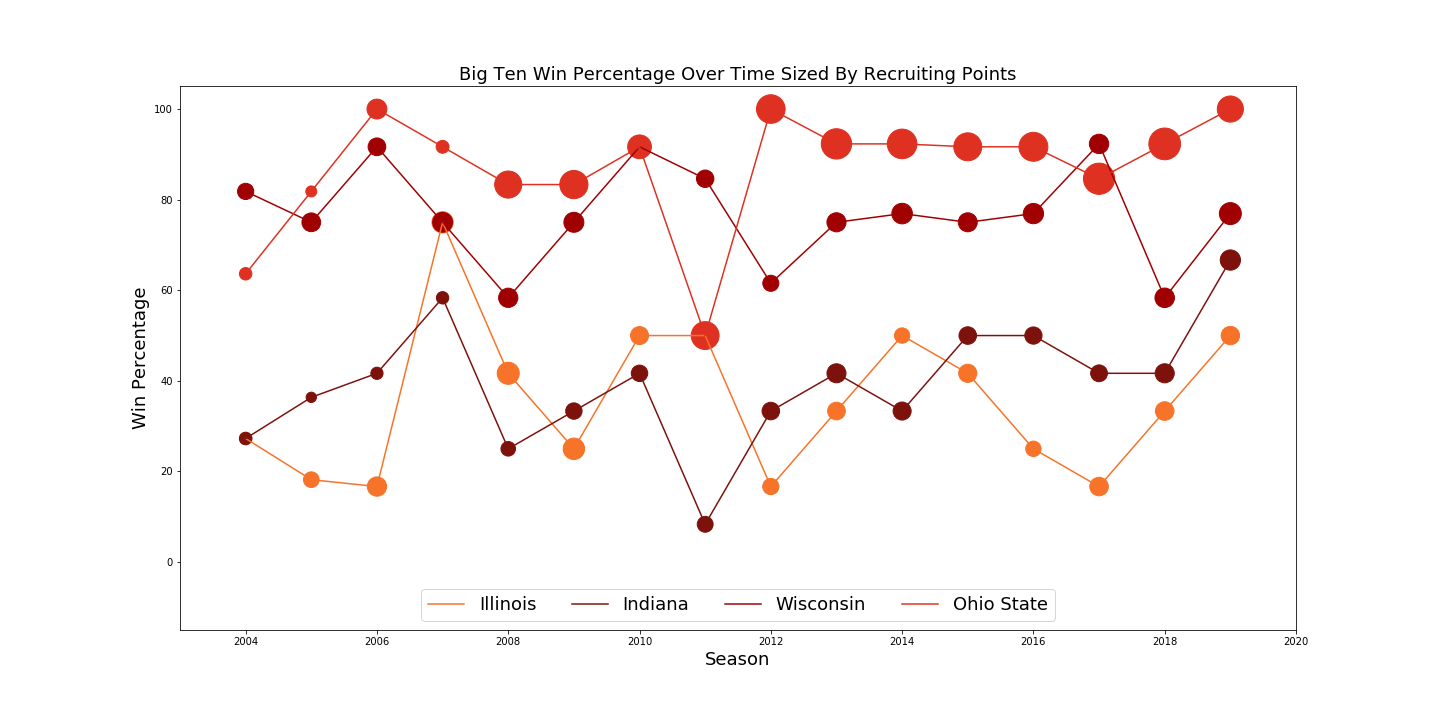 Big Ten Win Percentage Over Time Sized By Recruiting Points
Win Percentage
100
80
60
40
20
0
Illinois Indiana Wisconsin Ohio State
2004 2006 2008 2010 2012 2014 2016 2018 2020
Season